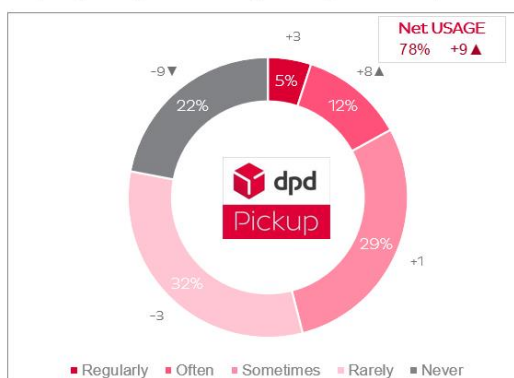 Net USAGE
78% +9▲
+3
+8▲
-9▼
5%
12%
22%
dpd
Pickup
29%
+1
32%
-3
Regularly Often Sometimes Rarely Never